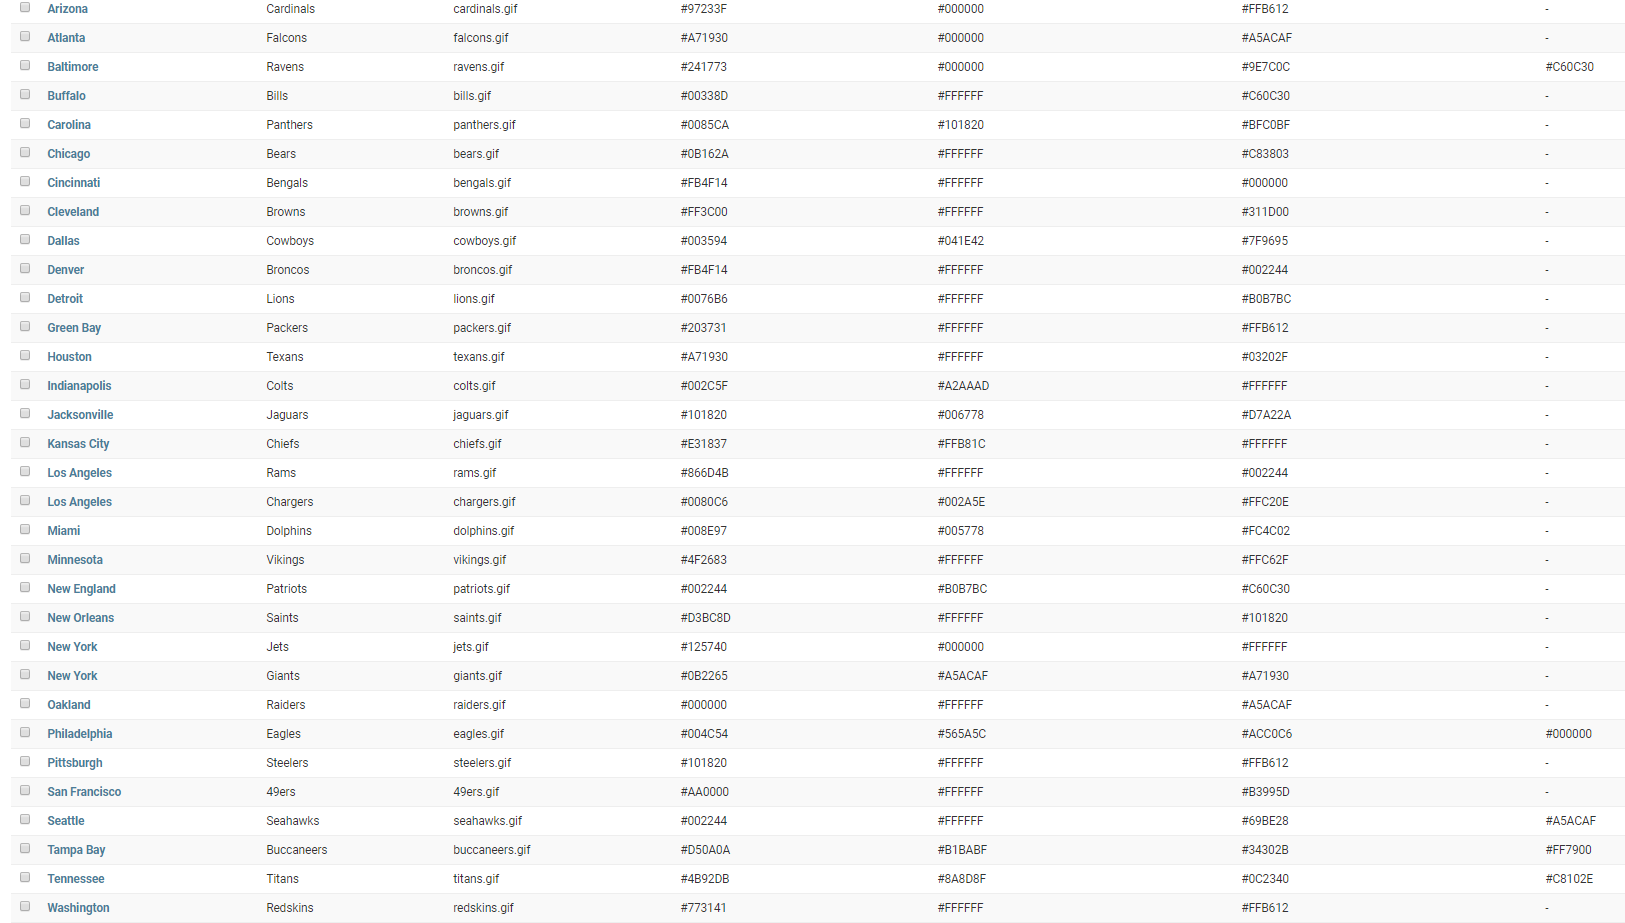 Arizona Cardinals cardinals.gif #97233F #000000 #FFB612 -
Atlanta Falcons falcons.gif #A71930 #000000 #A5ACAF -
Baltimore Ravens ravens.gif #241773 #000000 #9E7C0C #C60C30
Buffalo Bills bills.gif #00338D #FFFFFF #C60C30 -
Carolina Panthers panthers.gif #0085CA #101820 #BFC0BF -
Chicago Bears bears.gif #0B162A #FFFFFF #C83803 -
Cincinnati Bengals bengals.gif #FB4F14 #FFFFFF #000000 -
Cleveland Browns browns.gif #FF3C00 #FFFFFF #311D00 -
Dallas Cowboys cowboys.gif #003594 #041E42 #7F9695 -
Denver Broncos broncos.gif #FB4F14 #FFFFFF #002244 -
Detroit Lions lions.gif #0076B6 #FFFFFF #B0B7BC -
Green Bay Packers packers.gif #203731 #FFFFFF #FFB612 -
Houston Texans texans.gif #A71930 #FFFFFF #03202F -
Indianapolis Colts colts.gif #002C5F #A2AAAD #FFFFFF -
Jacksonville Jaguars jaguars.gif #101820 #006778 #D7A22A -
Kansas City Chiefs chiefs.gif #E31837 #FFB81C #FFFFFF -
Los Angeles Rams rams.gif #866D4B #FFFFFF #002244 -
Los Angeles Chargers chargers.gif #0080C6 #002A5E #FFC20E -
Miami Dolphins dolphins.gif #008E97 #005778 #FC4C02 -
Minnesota Vikings vikings.gif #4F2683 #FFFFFF #FFC62F -
New England Patriots patriots.gif #002244 #B0B7BC #C60C30 -
New Orleans Saints saints.gif #D3BC8D #FFFFFF #101820 -
New York Jets jets.gif #125740 #000000 #FFFFFF -
New York Giants giants.gif #0B2265 #A5ACAF #A71930 -
Oakland Raiders raiders.gif #000000 #FFFFFF #A5ACAF -
Philadelphia Eagles eagles.gif #004C54 #565A5C #ACC0C6 #000000
Pittsburgh Steelers steelers.gif #101820 #FFFFFF #FFB612 -
San Francisco 49ers 49ers.gif #AA0000 #FFFFFF #B3995D -
Seattle Seahawks seahawks.gif #002244 #FFFFFF #69BE28 #A5ACAF
Tampa Bay Buccaneers buccaneers.gif #D50A0A #B1BABF #34302B #FF7900
Tennessee Titans titans.gif #4B92DB #8A8D8F #0C2340 #C8102E
Washington Redskins redskins.gif #773141 #FFFFFF #FFB612 -